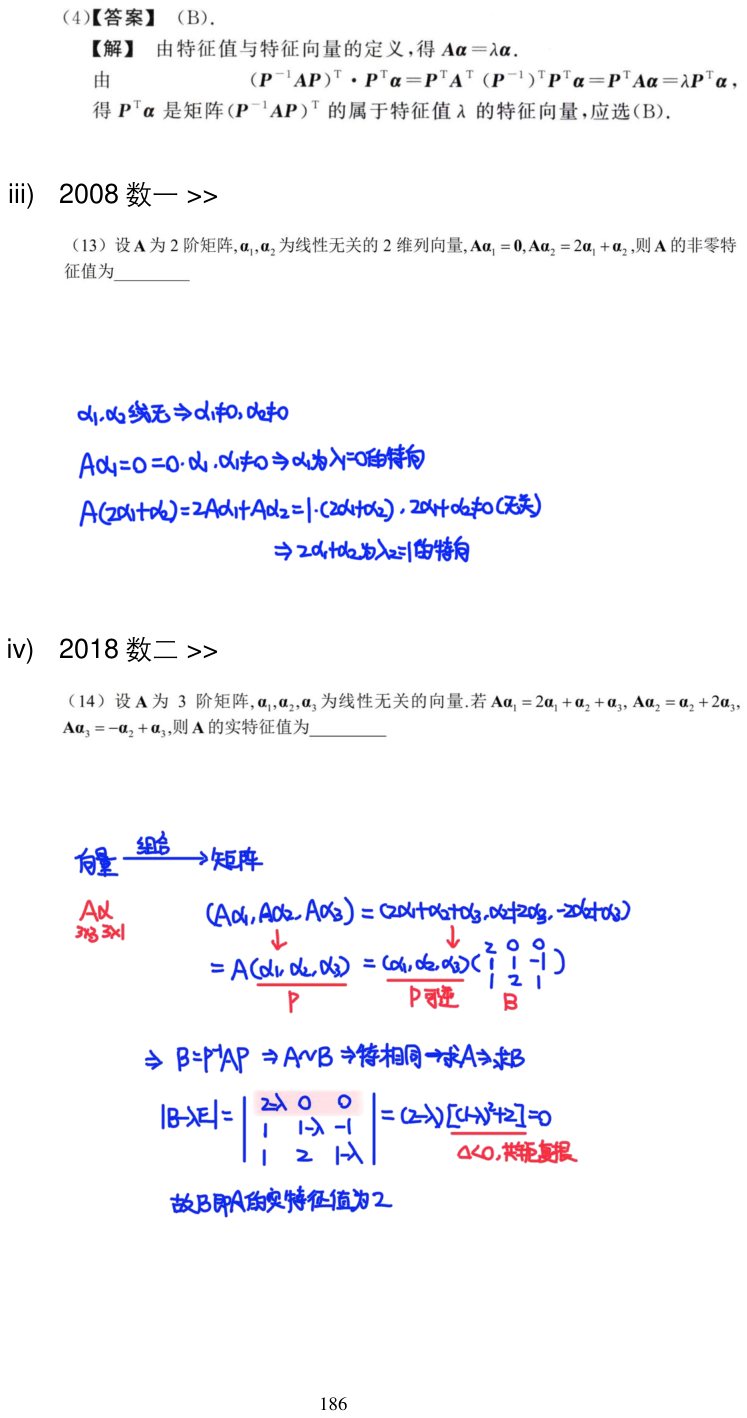 (4)【答案】 (B).
【解】 由特征值与特征向量的定义,得 Aα=λα.
由 (P⁻¹AP)ᵀ·Pᵀα=PᵀAᵀ(P⁻¹)ᵀPᵀα=PᵀAα=λPᵀα,
得 Pᵀα 是矩阵(P⁻¹AP)ᵀ 的属于特征值 λ 的特征向量,应选(B).
iii) 2008 数一 >>
(13) 设 A 为 2 阶矩阵,α₁,α₂ 为线性无关的 2 维列向量,Aα₁=0,Aα₂=2α₁+α₂,则 A 的非零特
征值为________
α₁,α₂线无⇒α₁≠0,α₂≠0
Aα₁=0=0·α₁,α₁≠0⇒α₁为λ₁=0的特向
A(2α₁+α₂)=2Aα₁+Aα₂=1·(2α₁+α₂),2α₁+α₂≠0(无关)
⇒2α₁+α₂为λ₂=1的特向
iv) 2018 数二 >>
(14) 设 A 为 3 阶矩阵,α₁,α₂,α₃ 为线性无关的向量.若 Aα₁=2α₁+α₂+α₃, Aα₂=α₂+2α₃,
Aα₃=-α₂+α₃,则 A 的实特征值为________
向量 组合 → 矩阵
Aα (Aα₁,Aα₂,Aα₃)=(2α₁+α₂+α₃,α₂+2α₃,-2α₂+α₃)
3×3 3×1 ↓ ↓
2 0 0
=A(α₁,α₂,α₃) =(α₁,α₂,α₃)( 1 1 -1 )
1 2 1
P P可逆 B
⇒ B=P⁻¹AP ⇒A~B⇒特相同→求A⇒求B
2-λ 0 0
|B-λE|=| 1 1-λ -1 |=(2-λ)[(1-λ)²+2]=0
1 2 1-λ Δ<0,共轭复根
故B即A的实特征值为2
186